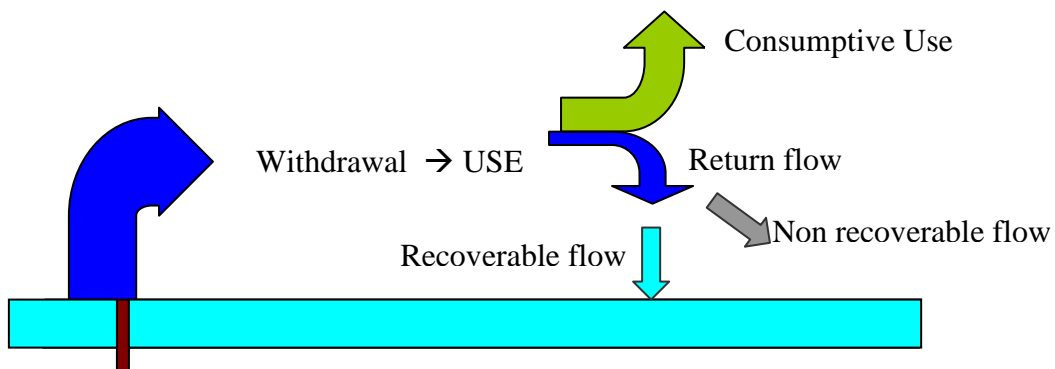 Consumptive Use
Withdrawal → USE
Return flow
Non recoverable flow
Recoverable flow